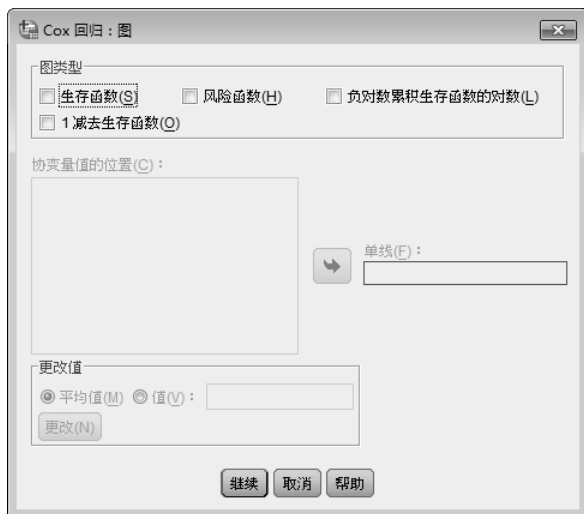 Cox 回归：图
图类型
生存函数(S) 风险函数(H) 负对数累积生存函数的对数(L)
1 减去生存函数(O)
协变量值的位置(C)：
单线(F)：
更改值
平均值(M) 值(V)：
更改(N)
继续 取消 帮助